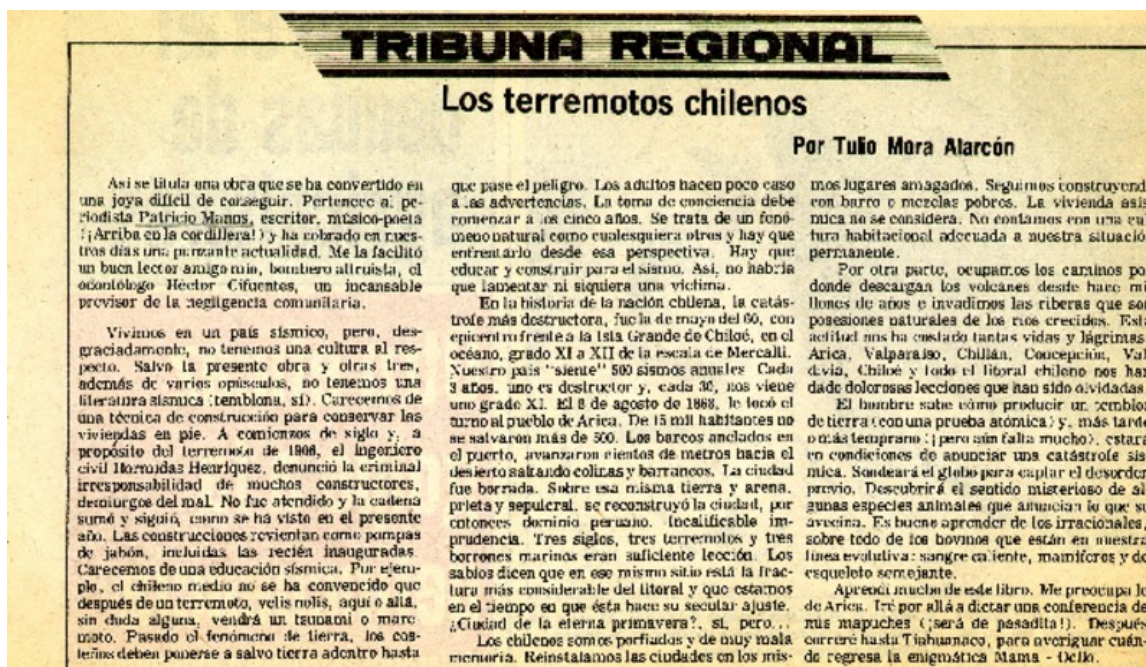 TRIBUNA REGIONAL
Los terremotos chilenos
Por Tulio Mora Alarcón
Así se titula una obra que se ha convertido en
una joya difícil de conseguir. Pertenece al pe-
riodista Patricio Manns, escritor, músico-poeta
(¡Arriba en la cordillera!) y ha cobrado en nues-
tros días una punzante actualidad. Me la facilitó
un buen lector amigo mío, bombero altruista, el
odontólogo Héctor Cifuentes, un incansable
previsor de la negligencia comunitaria.
Vivimos en un país sísmico, pero, des-
graciadamente, no tenemos una cultura al res-
pecto. Salvo la presente obra y otras tres,
además de varios opúsculos, no tenemos una
literatura sísmica (temblona, sí). Carecemos de
una técnica de construcción para conservar las
viviendas en pie. A comienzos de siglo y, a
propósito del terremoto de 1906, el ingeniero
civil Hormidas Henríquez, denunció la criminal
irresponsabilidad de muchos constructores,
demiurgos del mal. No fue atendido y la cadena
sumó y siguió, como se ha visto en el presente
año. Las construcciones revientan como pompas
de jabón, incluidas las recién inauguradas.
Carecemos de una educación sísmica. Por ejem-
plo, el chileno medio no se ha convencido que
después de un terremoto, velis nolis, aquí o allá,
sin duda alguna, vendrá un tsunami o mare-
moto. Pasado el fenómeno de tierra, los cos-
teños deben ponerse a salvo tierra adentro hasta
que pase el peligro. Los adultos hacen poco caso
a las advertencias. La toma de conciencia debe
comenzar a los cinco años. Se trata de un fenó-
meno natural como cualesquiera otros y hay que
enfrentarlo desde esa perspectiva. Hay que
educar y construir para el sismo. Así, no habría
que lamentar ni siquiera una víctima.
En la historia de la nación chilena, la catás-
trofe más destructora, fue la de mayo del 60, con
epicentro frente a la Isla Grande de Chiloé, en el
océano, grado XI a XII de la escala de Mercalli.
Nuestro país "siente" 500 sismos anuales. Cada
3 años, uno es destructor y, cada 30, nos viene
uno grado XI. El 8 de agosto de 1868, le tocó el
turno al pueblo de Arica. De 15 mil habitantes no
se salvaron más de 500. Los barcos anclados en
el puerto, avanzaron cientos de metros hacia el
desierto saltando colinas y barrancos. La ciudad
fue borrada. Sobre esa misma tierra y arena,
prieta y sepulcral, se reconstruyó la ciudad, por
entonces dominio peruano. Incalificable im-
prudencia. Tres siglos, tres terremotos y tres
borrones marinos eran suficiente lección. Los
sabios dicen que en ese mismo sitio está la frac-
tura más considerable del litoral y que estamos
en el tiempo en que ésta hace su secular ajuste.
¿Ciudad de la eterna primavera?, sí, pero...
Los chilenos somos porfiados y de muy mala
memoria. Reinstalamos las ciudades en los mis-
mos lugares amagados. Seguimos construyend
con barro o mezclas pobres. La vivienda asís
mica no se considera. No contamos con una cul
tura habitacional adecuada a nuestra situació
permanente.
Por otra parte, ocupamos los caminos po
donde descargan los volcanes desde hace mi
llones de años e invadimos las riberas que son
posesiones naturales de los ríos crecidos. Esta
actitud nos ha costado tantas vidas y lágrimas
Arica, Valparaíso, Chillán, Concepción, Val
divia, Chiloé y todo el litoral chileno nos han
dado dolorosas lecciones que han sido olvidadas
El hombre sabe cómo producir un temblor
de tierra (con una prueba atómica) y, más tarde
o más temprano (¡pero aún falta mucho), estará
en condiciones de anunciar una catástrofe sís
mica. Sondeará el globo para captar el desorden
previo. Descubrirá el sentido misterioso de al
gunas especies animales que anuncian lo que se
avecina. Es bueno aprender de los irracionales
sobre todo de los bovinos que están en nuestra
línea evolutiva: sangre caliente, mamíferos y de
esqueleto semejante.
Aprendí mucho de este libro. Me preocupa lo
de Arica. Iré por allá a dictar una conferencia de
mis mapuches (¡será de pasadita!). Después
correré hasta Tiahuanaco, para averiguar cuán-
do regresa la enigmática Mama - Ocllo.